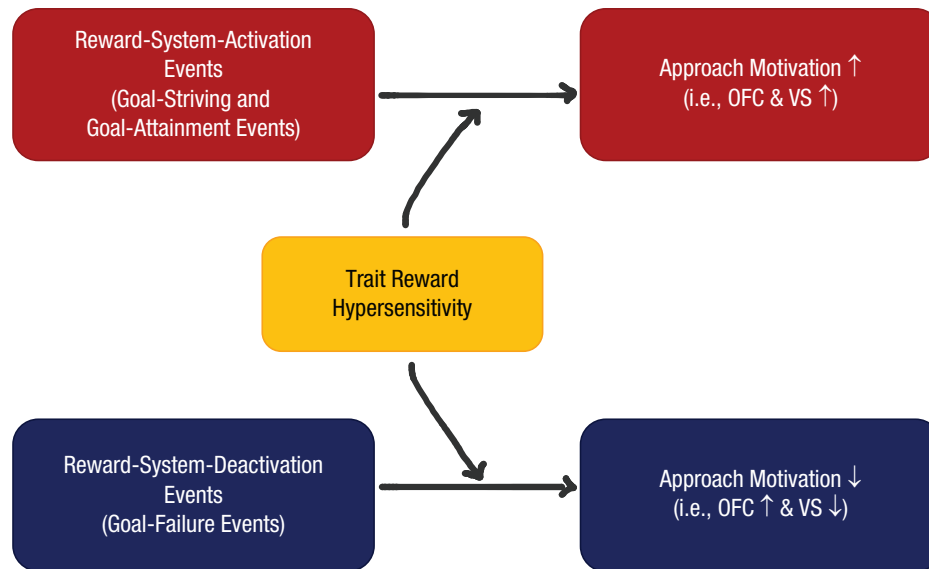 Reward-System-Activation
Events
(Goal-Striving and
Goal-Attainment Events)
Approach Motivation ↑
(i.e., OFC & VS ↑)
Trait Reward
Hypersensitivity
Reward-System-Deactivation
Events
(Goal-Failure Events)
Approach Motivation ↓
(i.e., OFC ↑ & VS ↓)